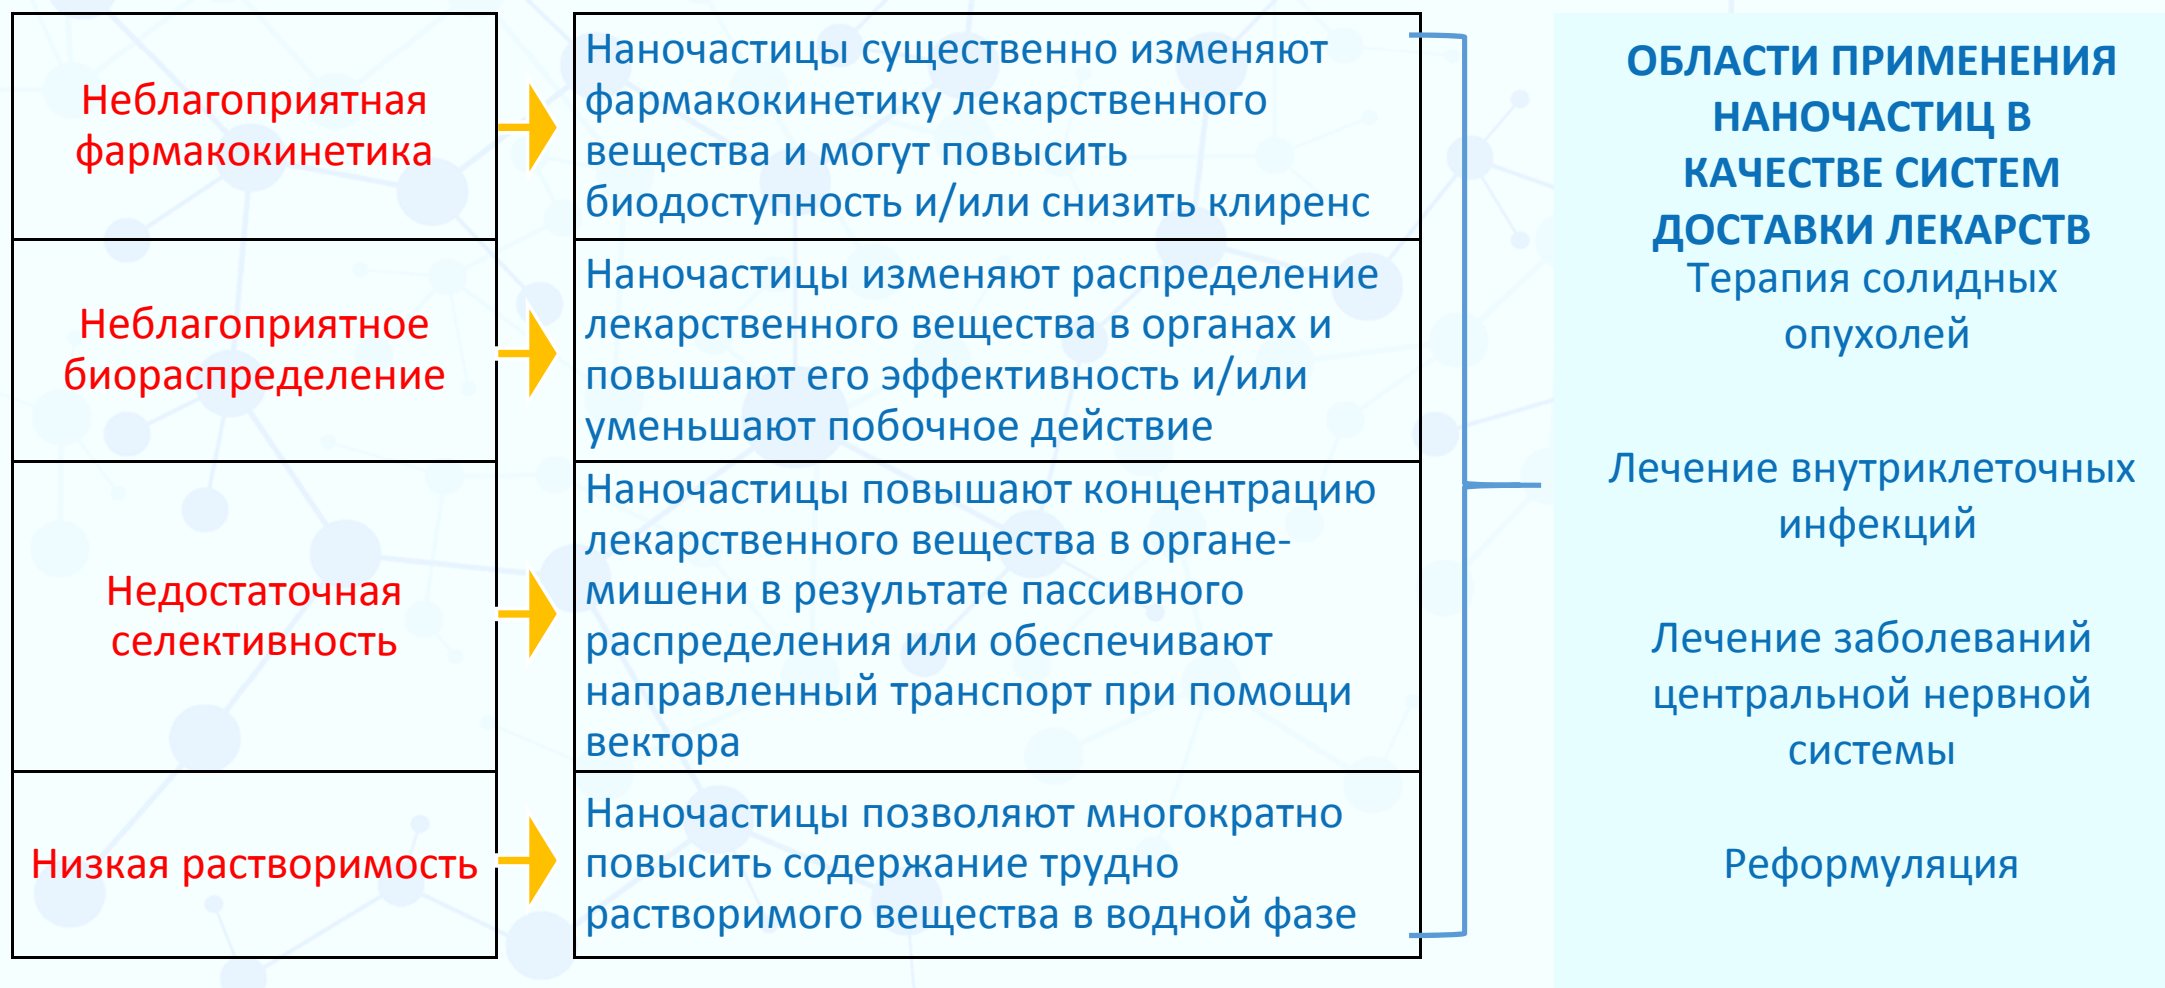 Неблагоприятная
фармакокинетика
Наночастицы существенно изменяют
фармакокинетику лекарственного
вещества и могут повысить
биодоступность и/или снизить клиренс
Неблагоприятное
биораспределение
Наночастицы изменяют распределение
лекарственного вещества в органах и
повышают его эффективность и/или
уменьшают побочное действие
Недостаточная
селективность
Наночастицы повышают концентрацию
лекарственного вещества в органе-
мишени в результате пассивного
распределения или обеспечивают
направленный транспорт при помощи
вектора
Низкая растворимость
Наночастицы позволяют многократно
повысить содержание трудно
растворимого вещества в водной фазе
ОБЛАСТИ ПРИМЕНЕНИЯ
НАНОЧАСТИЦ В
КАЧЕСТВЕ СИСТЕМ
ДОСТАВКИ ЛЕКАРСТВ
Терапия солидных
опухолей
Лечение внутриклеточных
инфекций
Лечение заболеваний
центральной нервной
системы
Реформуляция